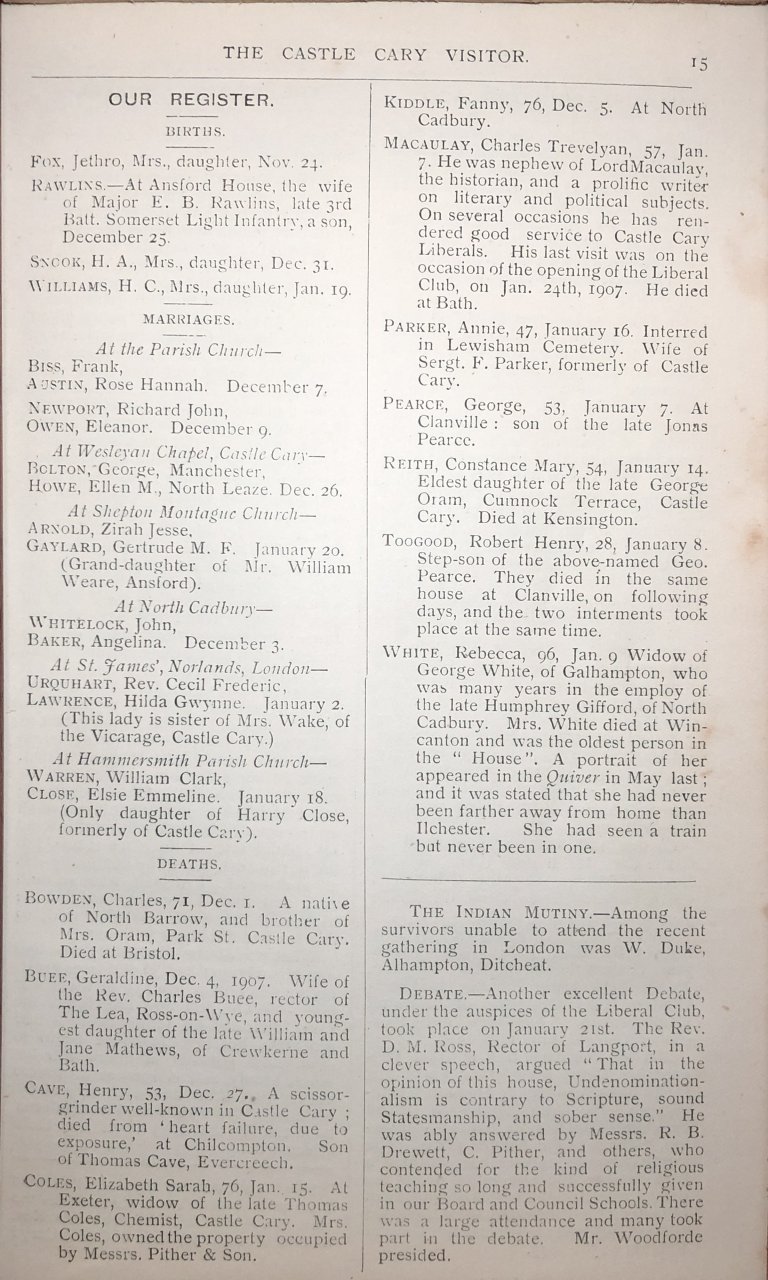 THE CASTLE CARY VISITOR.
15
OUR REGISTER.
BIRTHS.
FOX, Jethro, Mrs., daughter, Nov. 24.
RAWLINS.—At Ansford House, the wife
of Major E. B. Rawlins, late 3rd
Batt. Somerset Light Infantry, a son,
December 25.
SNOOK, H. A., Mrs., daughter, Dec. 31.
WILLIAMS, H. C., Mrs., daughter, Jan. 19.
MARRIAGES.
At the Parish Church—
BISS, Frank,
AUSTIN, Rose Hannah. December 7.
NEWPORT, Richard John,
OWEN, Eleanor. December 9.
At Wesleyan Chapel, Castle Cary—
BOLTON, George, Manchester,
HOWE, Ellen M., North Leaze. Dec. 26.
At Shepton Montague Church—
ARNOLD, Zirah Jesse,
GAYLARD, Gertrude M. F. January 20.
(Grand-daughter of Mr. William
Weare, Ansford).
At North Cadbury—
WHITELOCK, John,
BAKER, Angelina. December 3.
At St. James', Norlands, London—
URQUHART, Rev. Cecil Frederic,
LAWRENCE, Hilda Gwynne. January 2.
(This lady is sister of Mrs. Wake, of
the Vicarage, Castle Cary.)
At Hammersmith Parish Church—
WARREN, William Clark,
CLOSE, Elsie Emmeline. January 18.
(Only daughter of Harry Close,
formerly of Castle Cary).
DEATHS.
BOWDEN, Charles, 71, Dec. 1. A native
of North Barrow, and brother of
Mrs. Oram, Park St. Castle Cary.
Died at Bristol.
BUEE, Geraldine, Dec. 4, 1907. Wife of
the Rev. Charles Buee, rector of
The Lea, Ross-on-Wye, and young-
est daughter of the late William and
Jane Mathews, of Crewkerne and
Bath.
CAVE, Henry, 53, Dec. 27. A scissor-
grinder well-known in Castle Cary ;
died from 'heart failure, due to
exposure,' at Chilcompton. Son
of Thomas Cave, Evercreech.
COLES, Elizabeth Sarah, 76, Jan. 15. At
Exeter, widow of the late Thomas
Coles, Chemist, Castle Cary. Mrs.
Coles, owned the property occupied
by Messrs. Pither & Son.
KIDDLE, Fanny, 76, Dec. 5. At North
Cadbury.
MACAULAY, Charles Trevelyan, 57, Jan.
7. He was nephew of Lord Macaulay,
the historian, and a prolific writer
on literary and political subjects.
On several occasions he has ren-
dered good service to Castle Cary
Liberals. His last visit was on the
occasion of the opening of the Liberal
Club, on Jan. 24th, 1907. He died
at Bath.
PARKER, Annie, 47, January 16. Interred
in Lewisham Cemetery. Wife of
Sergt. F. Parker, formerly of Castle
Cary.
PEARCE, George, 53, January 7. At
Clanville : son of the late Jonas
Pearce.
REITH, Constance Mary, 54, January 14.
Eldest daughter of the late George
Oram, Cumnock Terrace, Castle
Cary. Died at Kensington.
TOOGOOD, Robert Henry, 28, January 8.
Step-son of the above-named Geo.
Pearce. They died in the same
house at Clanville, on following
days, and the two interments took
place at the same time.
WHITE, Rebecca, 96, Jan. 9 Widow of
George White, of Galhampton, who
was many years in the employ of
the late Humphrey Gifford, of North
Cadbury. Mrs. White died at Win-
canton and was the oldest person in
the " House ". A portrait of her
appeared in the Quiver in May last ;
and it was stated that she had never
been farther away from home than
Ilchester. She had seen a train
but never been in one.
THE INDIAN MUTINY.—Among the
survivors unable to attend the recent
gathering in London was W. Duke,
Alhampton, Ditcheat.
DEBATE.—Another excellent Debate,
under the auspices of the Liberal Club,
took place on January 21st. The Rev.
D. M. Ross, Rector of Langport, in a
clever speech, argued " That in the
opinion of this house, Undenomination-
alism is contrary to Scripture, sound
Statesmanship, and sober sense." He
was ably answered by Messrs. R. B.
Drewett, C. Pither, and others, who
contended for the kind of religious
teaching so long and successfully given
in our Board and Council Schools. There
was a large attendance and many took
part in the debate. Mr. Woodforde
presided.